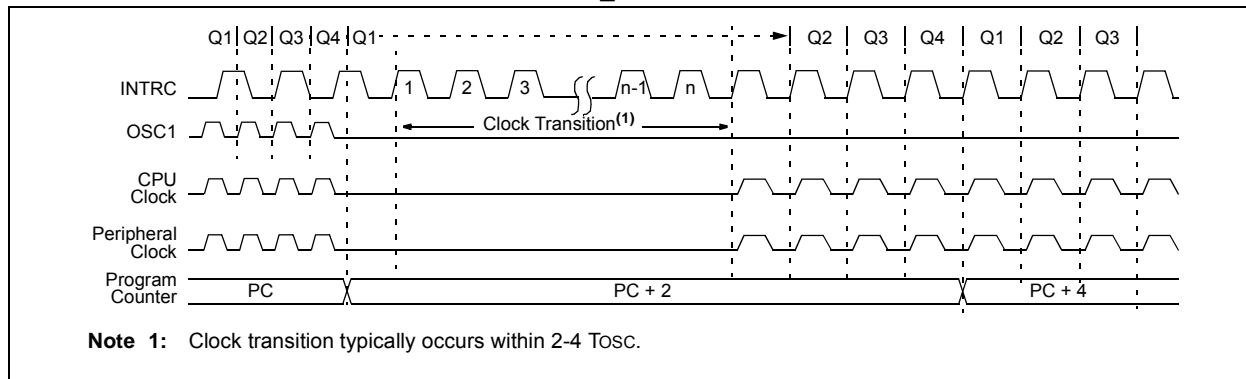 Q1 Q2 Q3 Q4 Q1 Q2 Q3 Q4 Q1 Q2 Q3
INTRC 1 2 3 n-1 n
Clock Transition(1)
OSC1
CPU
Clock
Peripheral
Clock
Program
Counter
PC PC + 2 PC + 4
Note 1: Clock transition typically occurs within 2-4 TOSC.